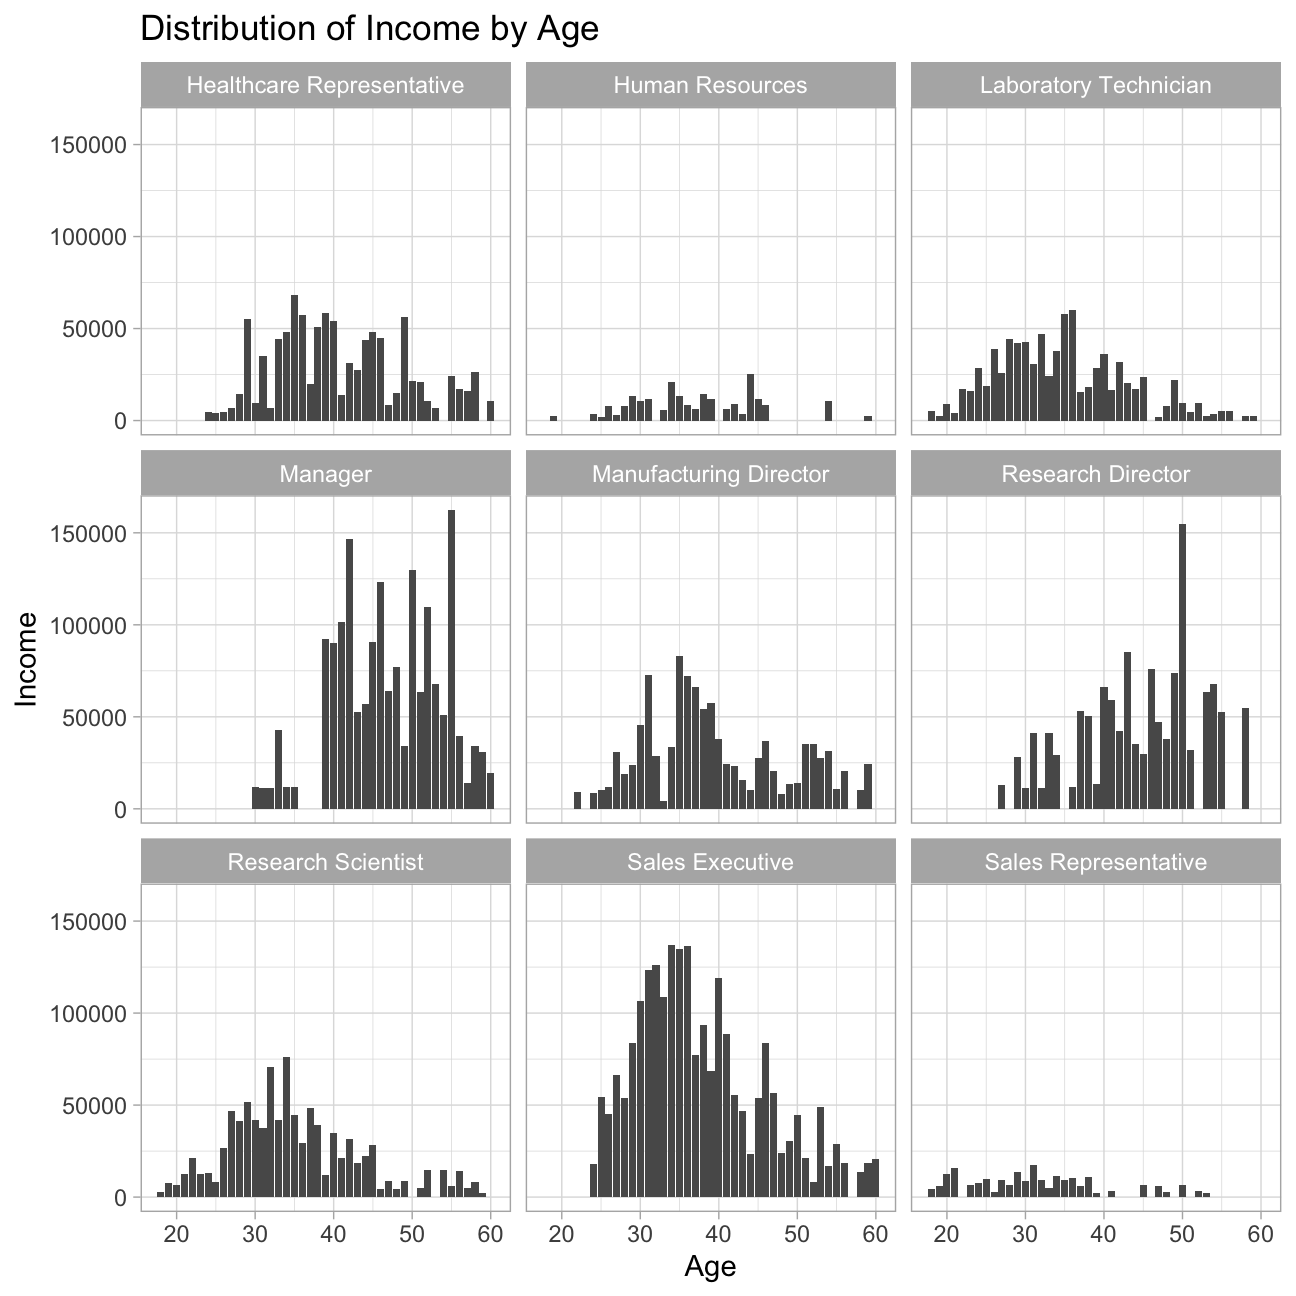 Distribution of Income by Age
Healthcare Representative
Human Resources
Laboratory Technician
150000
100000
50000
0
Manager
Manufacturing Director
Research Director
150000
100000
50000
0
Income
Research Scientist
Sales Executive
Sales Representative
150000
100000
50000
0
20 30 40 50 60
20 30 40 50 60
20 30 40 50 60
Age